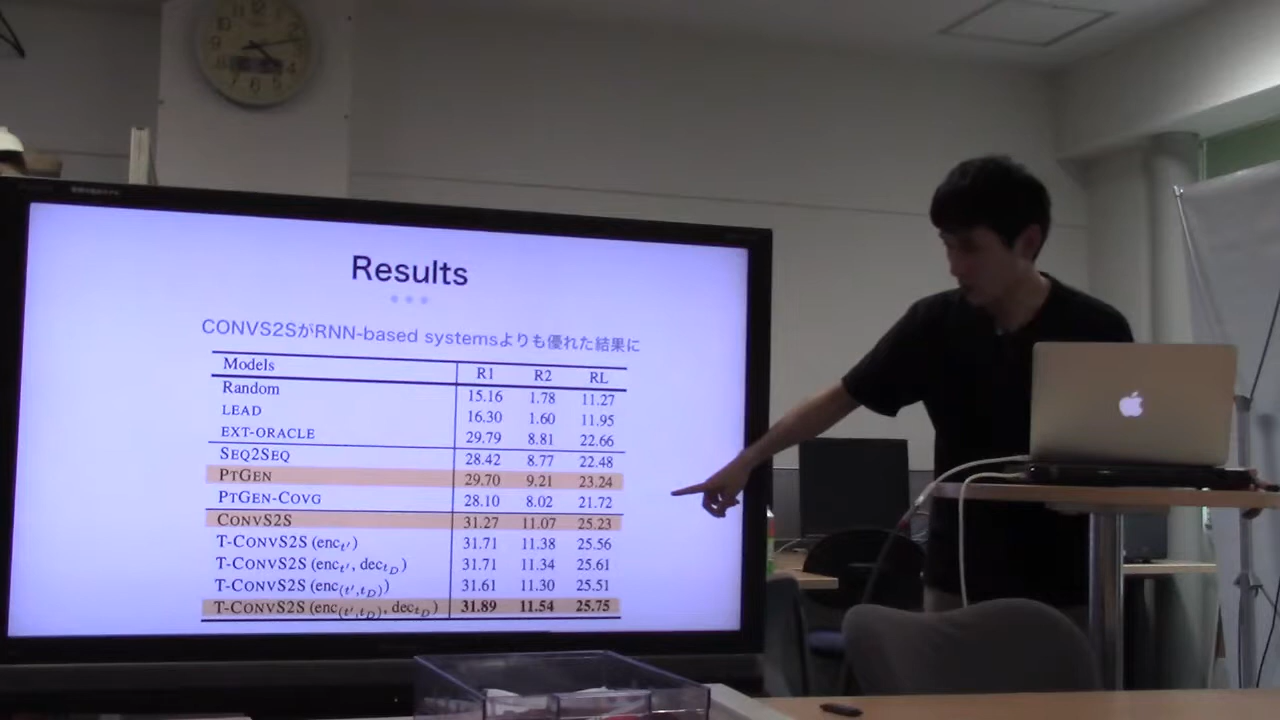 Results
CONVS2SがRNN-based systemsよりも優れた結果に
Models R1 R2 RL
Random 15.16 1.78 11.27
LEAD 16.30 1.60 11.95
EXT-ORACLE 29.79 8.81 22.66
SEQ2SEQ 28.42 8.77 22.48
PTGEN 29.70 9.21 23.24
PTGEN-COVG 28.10 8.02 21.72
CONVS2S 31.27 11.07 25.23
T-CONVS2S (enc_t') 31.71 11.38 25.56
T-CONVS2S (enc_t', dec_tD) 31.71 11.34 25.61
T-CONVS2S (enc_(t',tD)) 31.61 11.30 25.51
T-CONVS2S (enc_(t',tD), dec_tD) 31.89 11.54 25.75